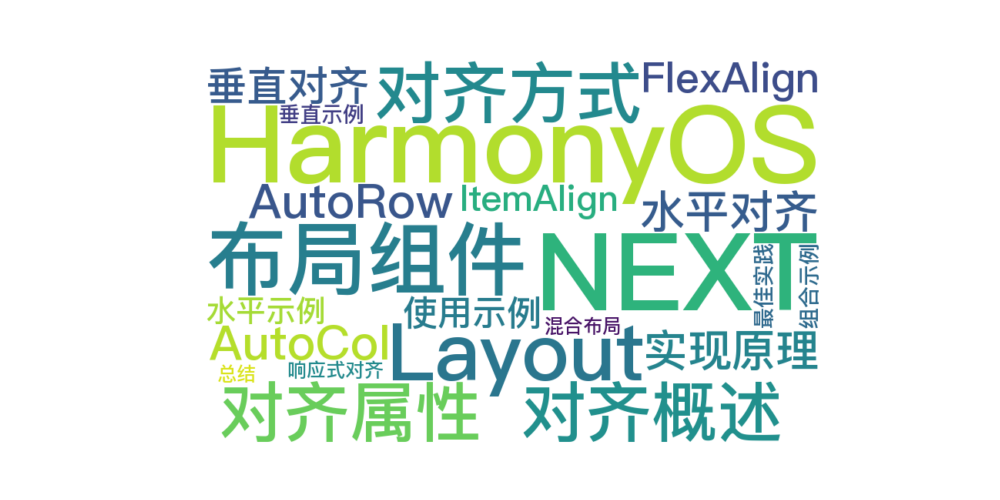 垂直对齐
对齐方式
FlexAlign
垂直示例
HarmonyOS
AutoRow
ItemAlign
水平对齐
布局组件
NEXT
最佳实践
组合示例
水平示例
使用示例
混合布局
AutoCol
Layout
实现原理
总结
响应式对齐
对齐属性
对齐概述